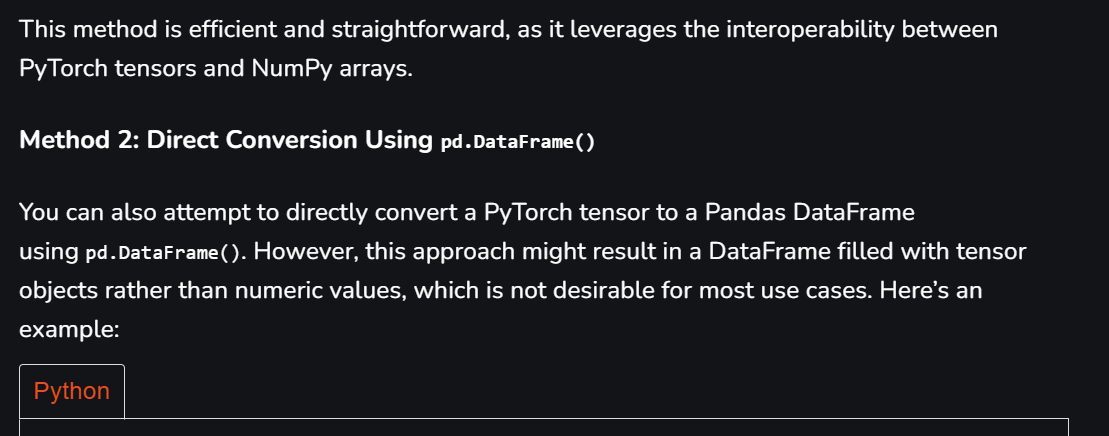 This method is efficient and straightforward, as it leverages the interoperability between
PyTorch tensors and NumPy arrays.
Method 2: Direct Conversion Using pd.DataFrame()
You can also attempt to directly convert a PyTorch tensor to a Pandas DataFrame
using pd.DataFrame(). However, this approach might result in a DataFrame filled with tensor
objects rather than numeric values, which is not desirable for most use cases. Here’s an
example:
Python